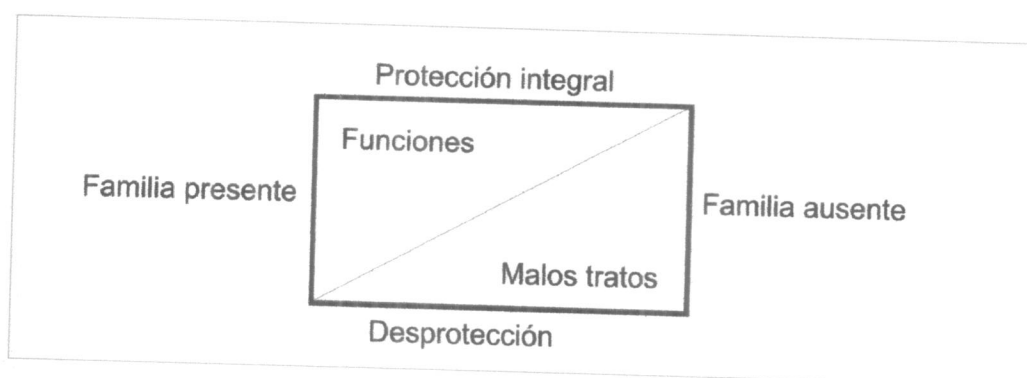 Protección integral
Funciones
Familia presente
Familia ausente
Malos tratos
Desprotección